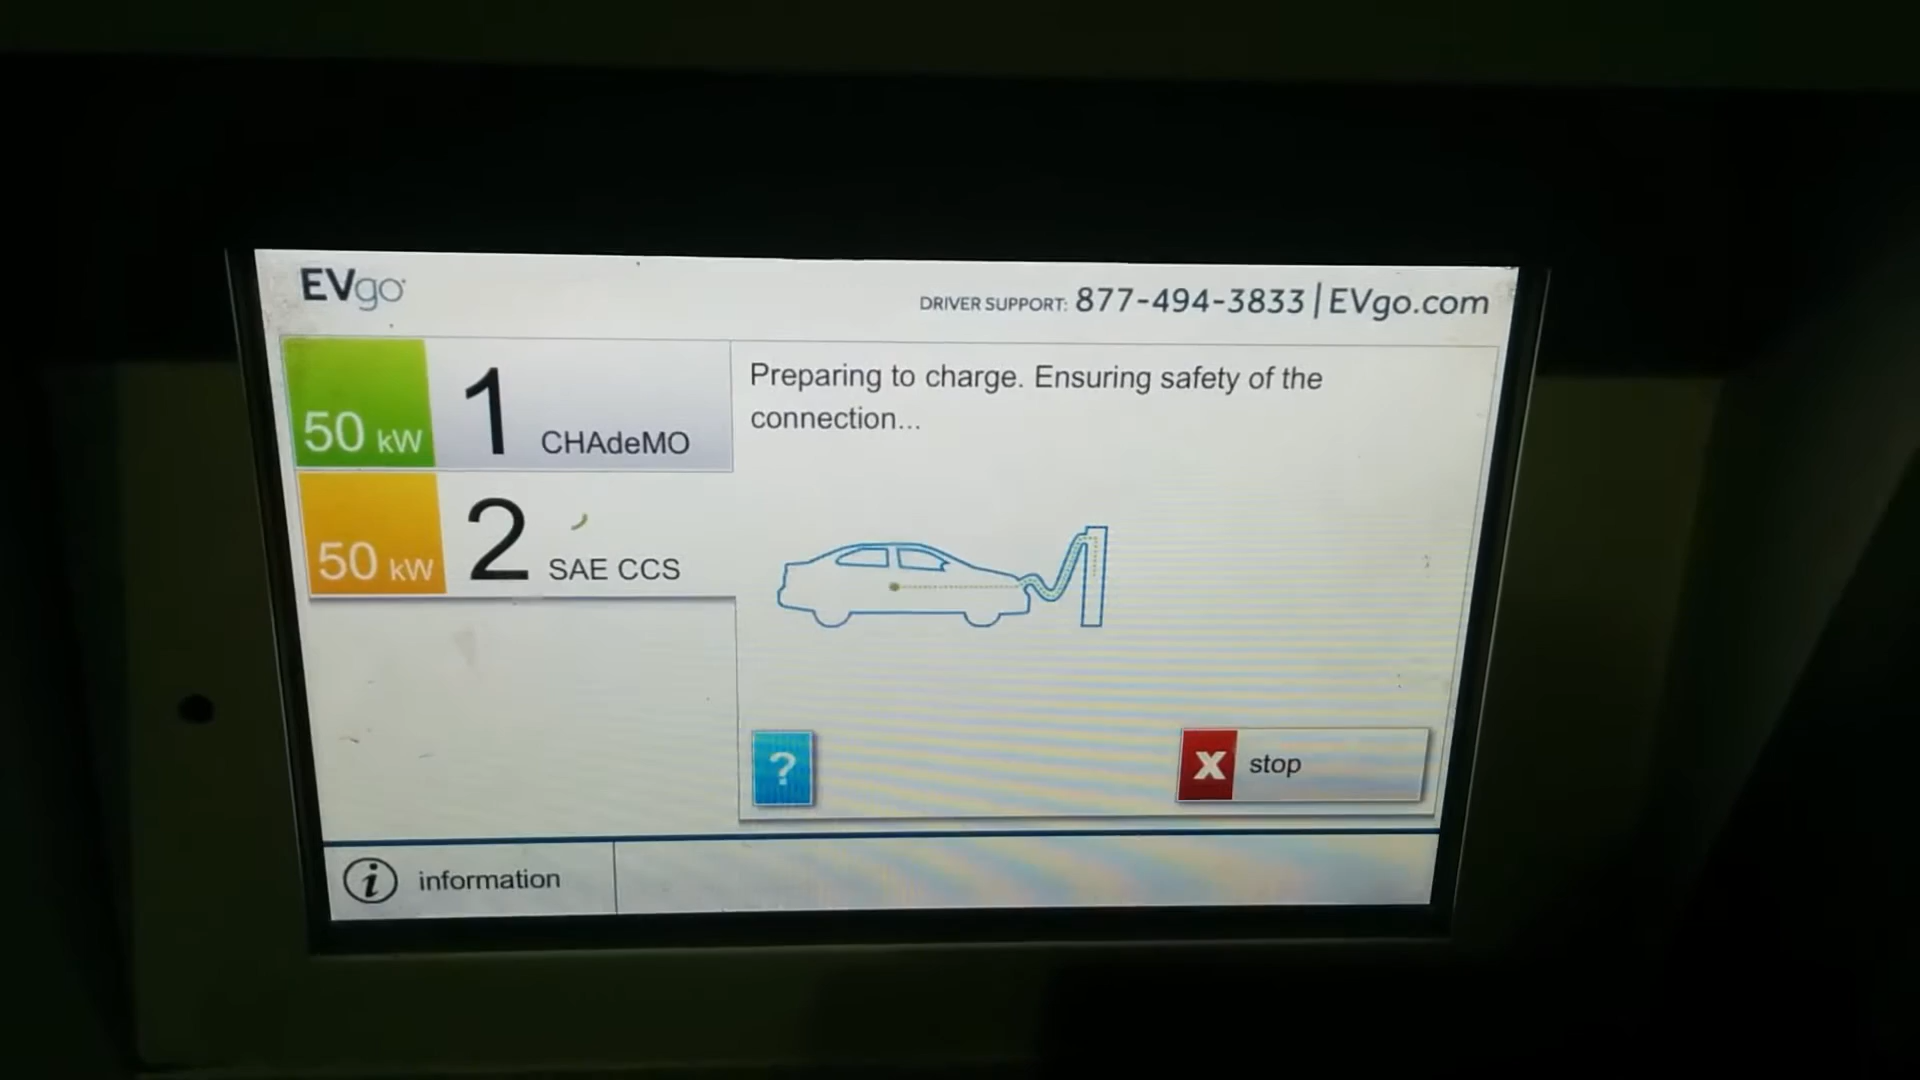 EVgo
DRIVER SUPPORT: 877-494-3833 | EVgo.com
50 kW 1 CHAdeMO
50 kW 2 SAE CCS
Preparing to charge. Ensuring safety of the
connection...
?
X stop
i information